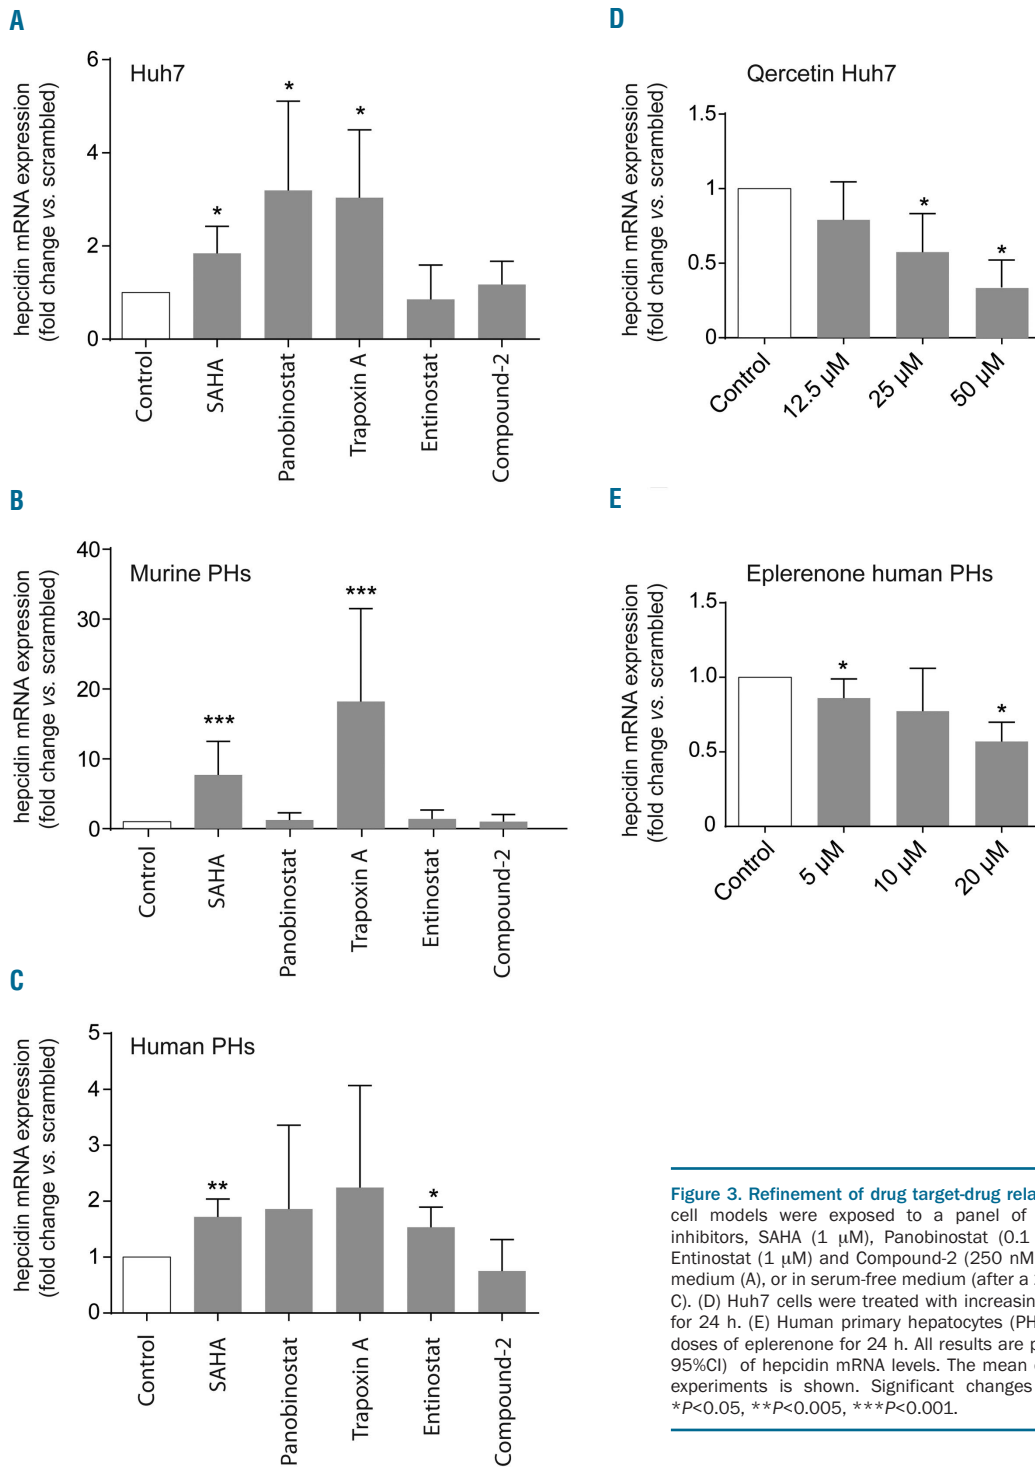 A
Huh7
hepcidin mRNA expression
(fold change vs. scrambled)
6
4
2
0
*
*
*
Control
SAHA
Panobinostat
Trapoxin A
Entinostat
Compound-2
B
Murine PHs
hepcidin mRNA expression
(fold change vs. scrambled)
40
30
20
10
0
***
***
Control
SAHA
Panobinostat
Trapoxin A
Entinostat
Compound-2
C
Human PHs
hepcidin mRNA expression
(fold change vs. scrambled)
5
4
3
2
1
0
**
*
Control
SAHA
Panobinostat
Trapoxin A
Entinostat
Compound-2
D
Qercetin Huh7
hepcidin mRNA expression
(fold change vs. scrambled)
1.5
1
0.5
0
*
*
Control
12.5 µM
25 µM
50 µM
E
Eplerenone human PHs
hepcidin mRNA expression
(fold change vs. scrambled)
1.5
1.0
0.5
0
*
*
Control
5 µM
10 µM
20 µM
Figure 3. Refinement of drug target-drug rela
cell models were exposed to a panel of
inhibitors, SAHA (1 µM), Panobinostat (0.1
Entinostat (1 µM) and Compound-2 (250 nM
medium (A), or in serum-free medium (after a
C). (D) Huh7 cells were treated with increasin
for 24 h. (E) Human primary hepatocytes (PH
doses of eplerenone for 24 h. All results are p
95%CI) of hepcidin mRNA levels. The mean
experiments is shown. Significant changes
*P<0.05, **P<0.005, ***P<0.001.